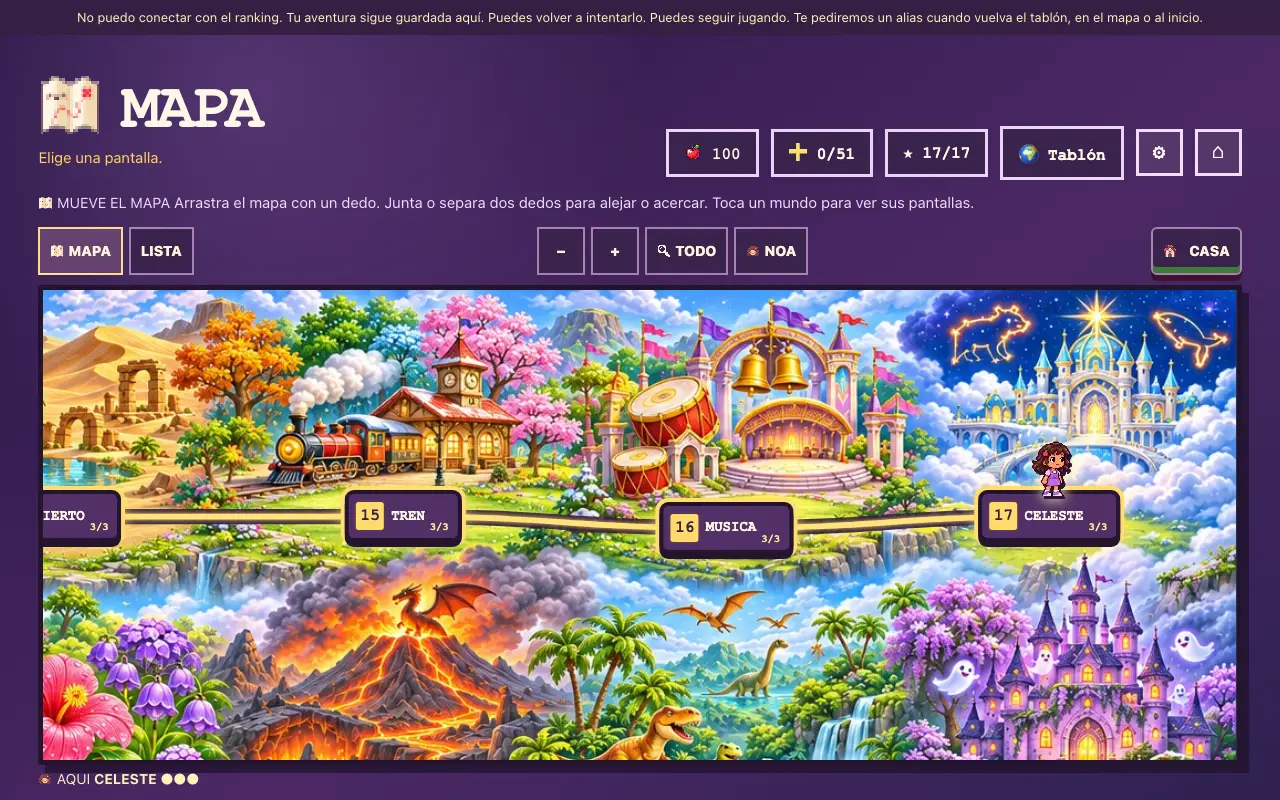 No puedo conectar con el ranking. Tu aventura sigue guardada aquí. Puedes volver a intentarlo. Puedes seguir jugando. Te pediremos un alias cuando vuelva el tablón, en el mapa o al inicio.
MAPA
Elige una pantalla.
100
0/51
★ 17/17
Tablón
MUEVE EL MAPA Arrastra el mapa con un dedo. Junta o separa dos dedos para alejar o acercar. Toca un mundo para ver sus pantallas.
MAPA
LISTA
−
+
TODO
NOA
CASA
IERTO
3/3
15 TREN
3/3
16 MUSICA
3/3
17 CELESTE
3/3
AQUI CELESTE